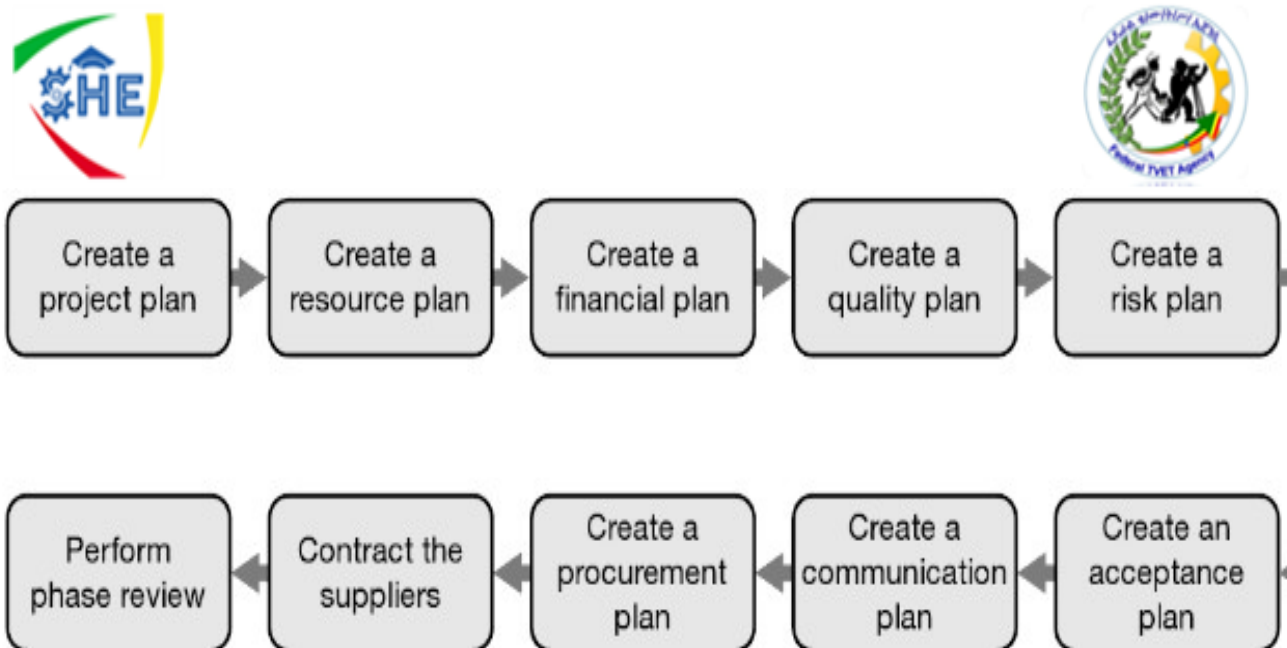 SHE
Federal TVET Agency
Create a
project plan
Create a
resource plan
Create a
financial plan
Create a
quality plan
Create a
risk plan
Perform
phase review
Contract the
suppliers
Create a
procurement
plan
Create a
communication
plan
Create an
acceptance
plan